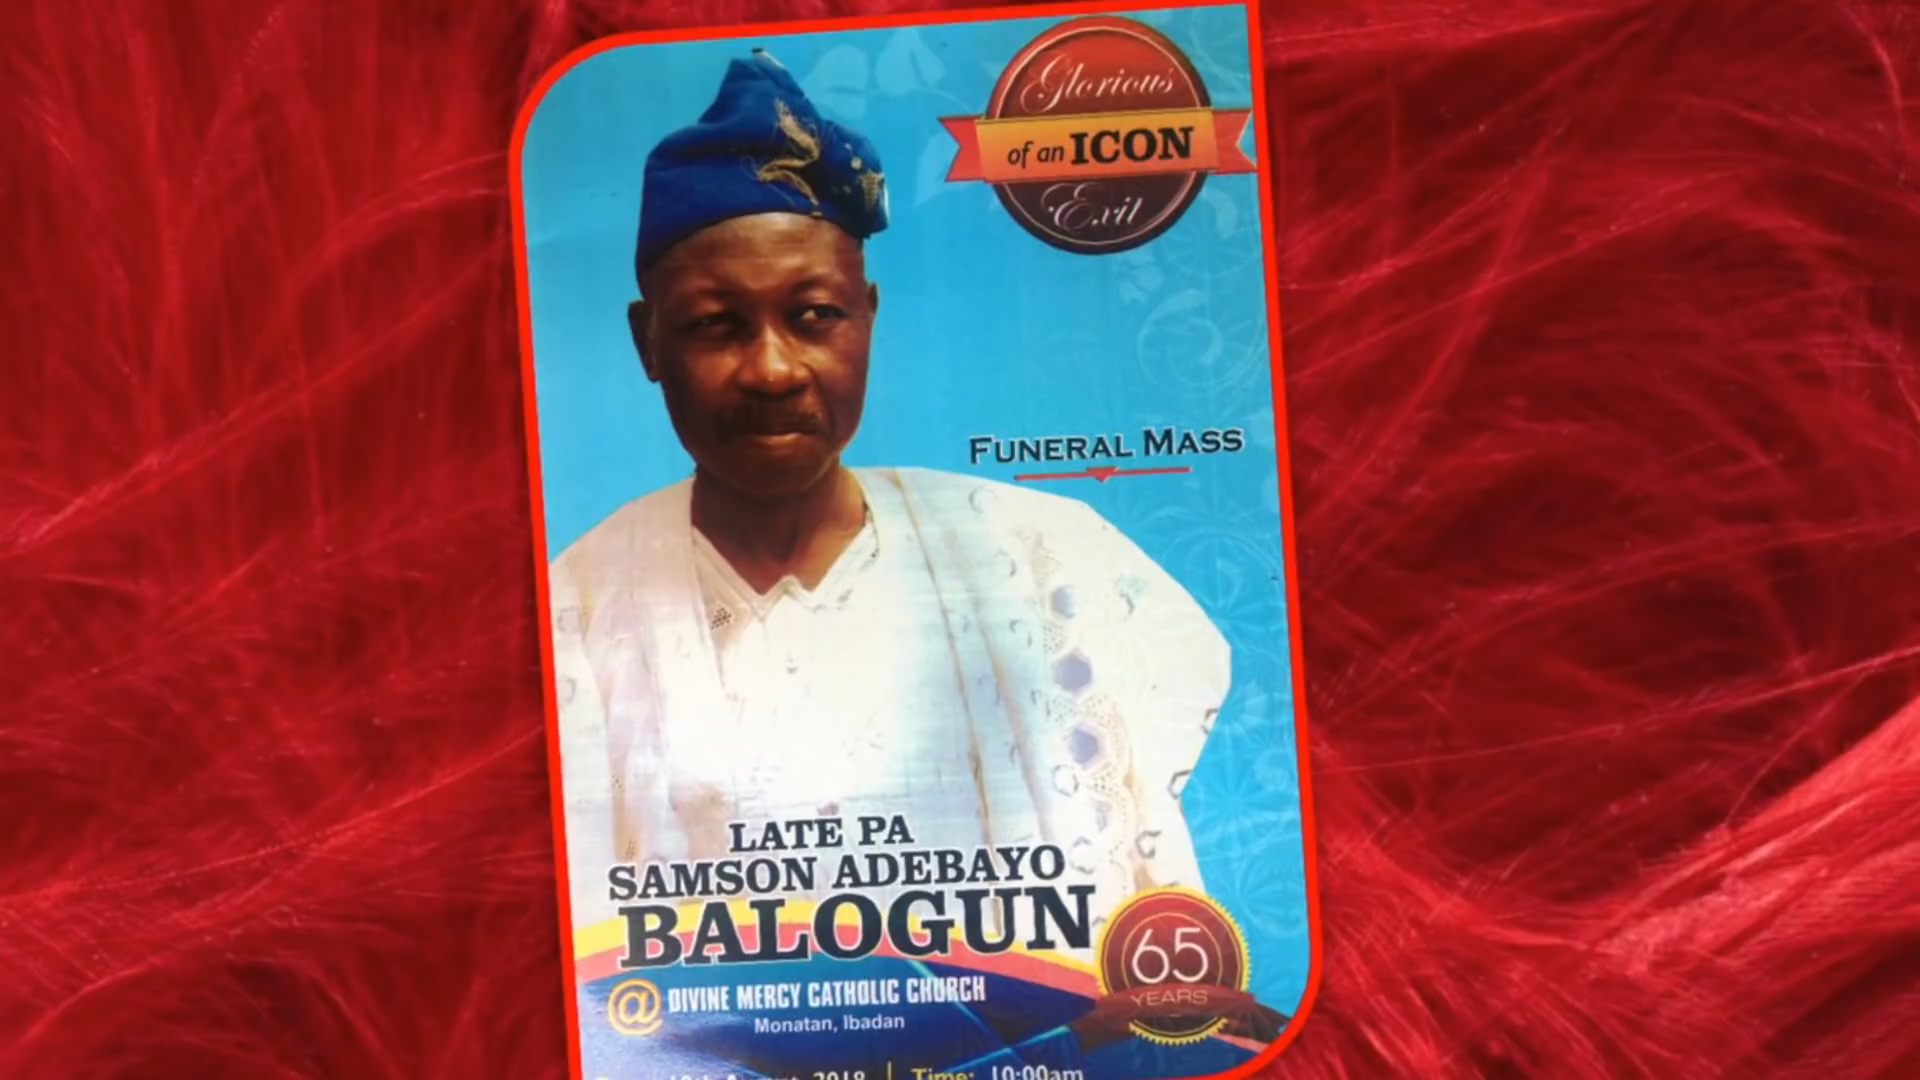 Glorious
of an ICON
Exit
FUNERAL MASS
LATE PA
SAMSON ADEBAYO
BALOGUN
65
YEARS
@ DIVINE MERCY CATHOLIC CHURCH
Monatan, Ibadan
2018 | Time: 10:00am